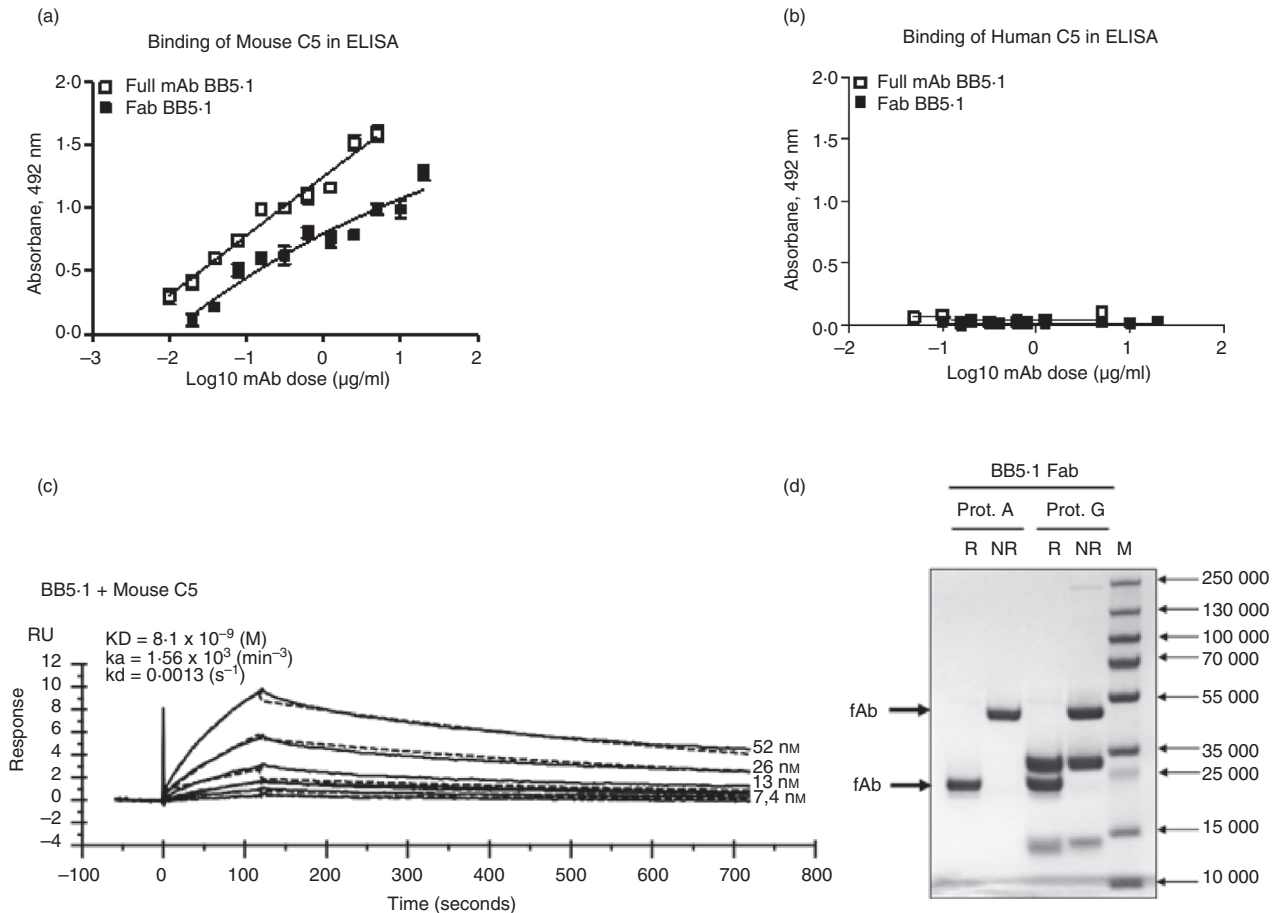 (a)
Binding of Mouse C5 in ELISA
Full mAb BB5·1
Fab BB5·1
Absorbane, 492 nm
2·0
1·5
1·0
0·5
0·0
−3
−2
−1
0
1
2
Log10 mAb dose (µg/ml)
(b)
Binding of Human C5 in ELISA
Full mAb BB5·1
Fab BB5·1
Absorbane, 492 nm
2·0
1·5
1·0
0·5
0·0
−2
−1
0
1
2
Log10 mAb dose (µg/ml)
(c)
BB5·1 + Mouse C5
RU
KD = 8·1 x 10⁻⁹ (M)
ka = 1·56 x 10³ (min⁻³)
kd = 0·0013 (s⁻¹)
Response
12
10
8
6
4
2
0
−2
−4
52 nM
26 nM
13 nM
7,4 nM
−100
0
100
200
300
400
500
600
700
800
Time (seconds)
(d)
BB5·1 Fab
Prot. A Prot. G
R NR R NR M
fAb
fAb
250 000
130 000
100 000
70 000
55 000
35 000
25 000
15 000
10 000